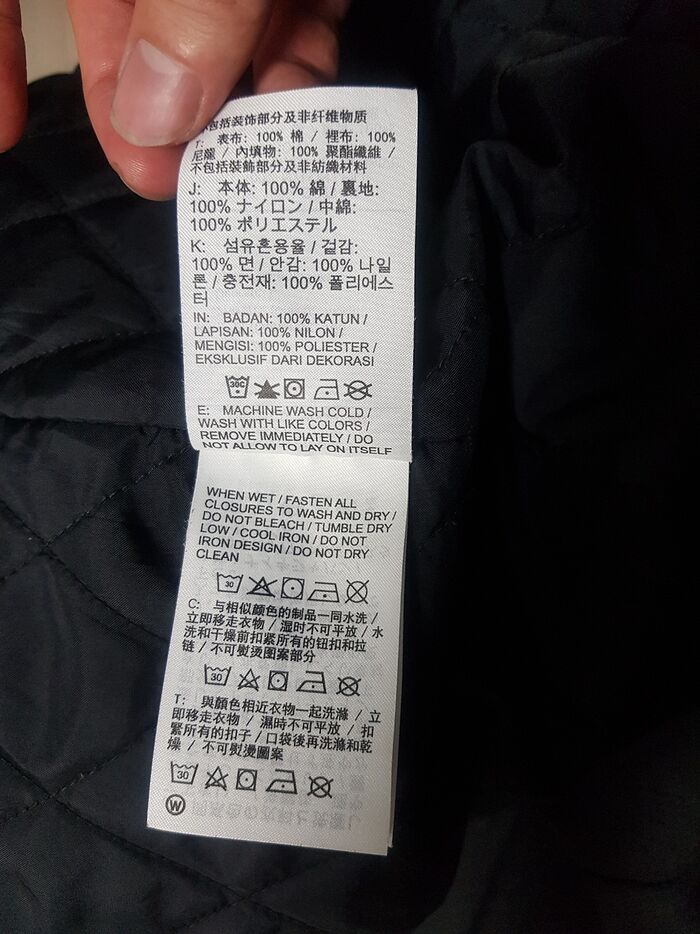 包括装饰部分及非纤维物质
T: 表布: 100% 棉 / 裡布: 100%
尼龍 / 內填物: 100% 聚酯纖維 /
不包括裝飾部分及非紡織材料
J: 本体: 100% 綿 / 裏地:
100% ナイロン / 中綿:
100% ポリエステル
K: 섬유혼용율 / 겉감:
100% 면 / 안감: 100% 나일
론 / 충전재: 100% 폴리에스
터
IN: BADAN: 100% KATUN /
LAPISAN: 100% NILON /
MENGISI: 100% POLIESTER /
EKSKLUSIF DARI DEKORASI
30C
E: MACHINE WASH COLD /
WASH WITH LIKE COLORS /
REMOVE IMMEDIATELY / DO
NOT ALLOW TO LAY ON ITSELF
WHEN WET / FASTEN ALL
CLOSURES TO WASH AND DRY /
DO NOT BLEACH / TUMBLE DRY
LOW / COOL IRON / DO NOT
IRON DESIGN / DO NOT DRY
CLEAN
30
C: 与相似颜色的制品一同水洗 /
立即移走衣物 / 湿时不可平放 / 水
洗和干燥前扣紧所有的钮扣和拉
链 / 不可熨烫图案部分
30
T: 與顏色相近衣物一起洗滌 / 立
即移走衣物 / 濕時不可平放 / 扣
緊所有的扣子 / 口袋後再洗滌和乾
燥 / 不可熨燙圖案
30
W